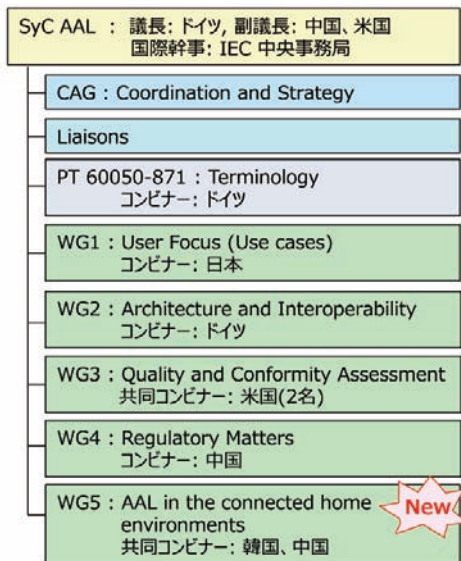 SyC AAL : 議長: ドイツ, 副議長: 中国、米国
国際幹事: IEC 中央事務局
CAG : Coordination and Strategy
Liaisons
PT 60050-871 : Terminology
コンビナー: ドイツ
WG1 : User Focus (Use cases)
コンビナー: 日本
WG2 : Architecture and Interoperability
コンビナー: ドイツ
WG3 : Quality and Conformity Assessment
共同コンビナー: 米国(2名)
WG4 : Regulatory Matters
コンビナー: 中国
WG5 : AAL in the connected home
New
environments
共同コンビナー: 韓国、中国